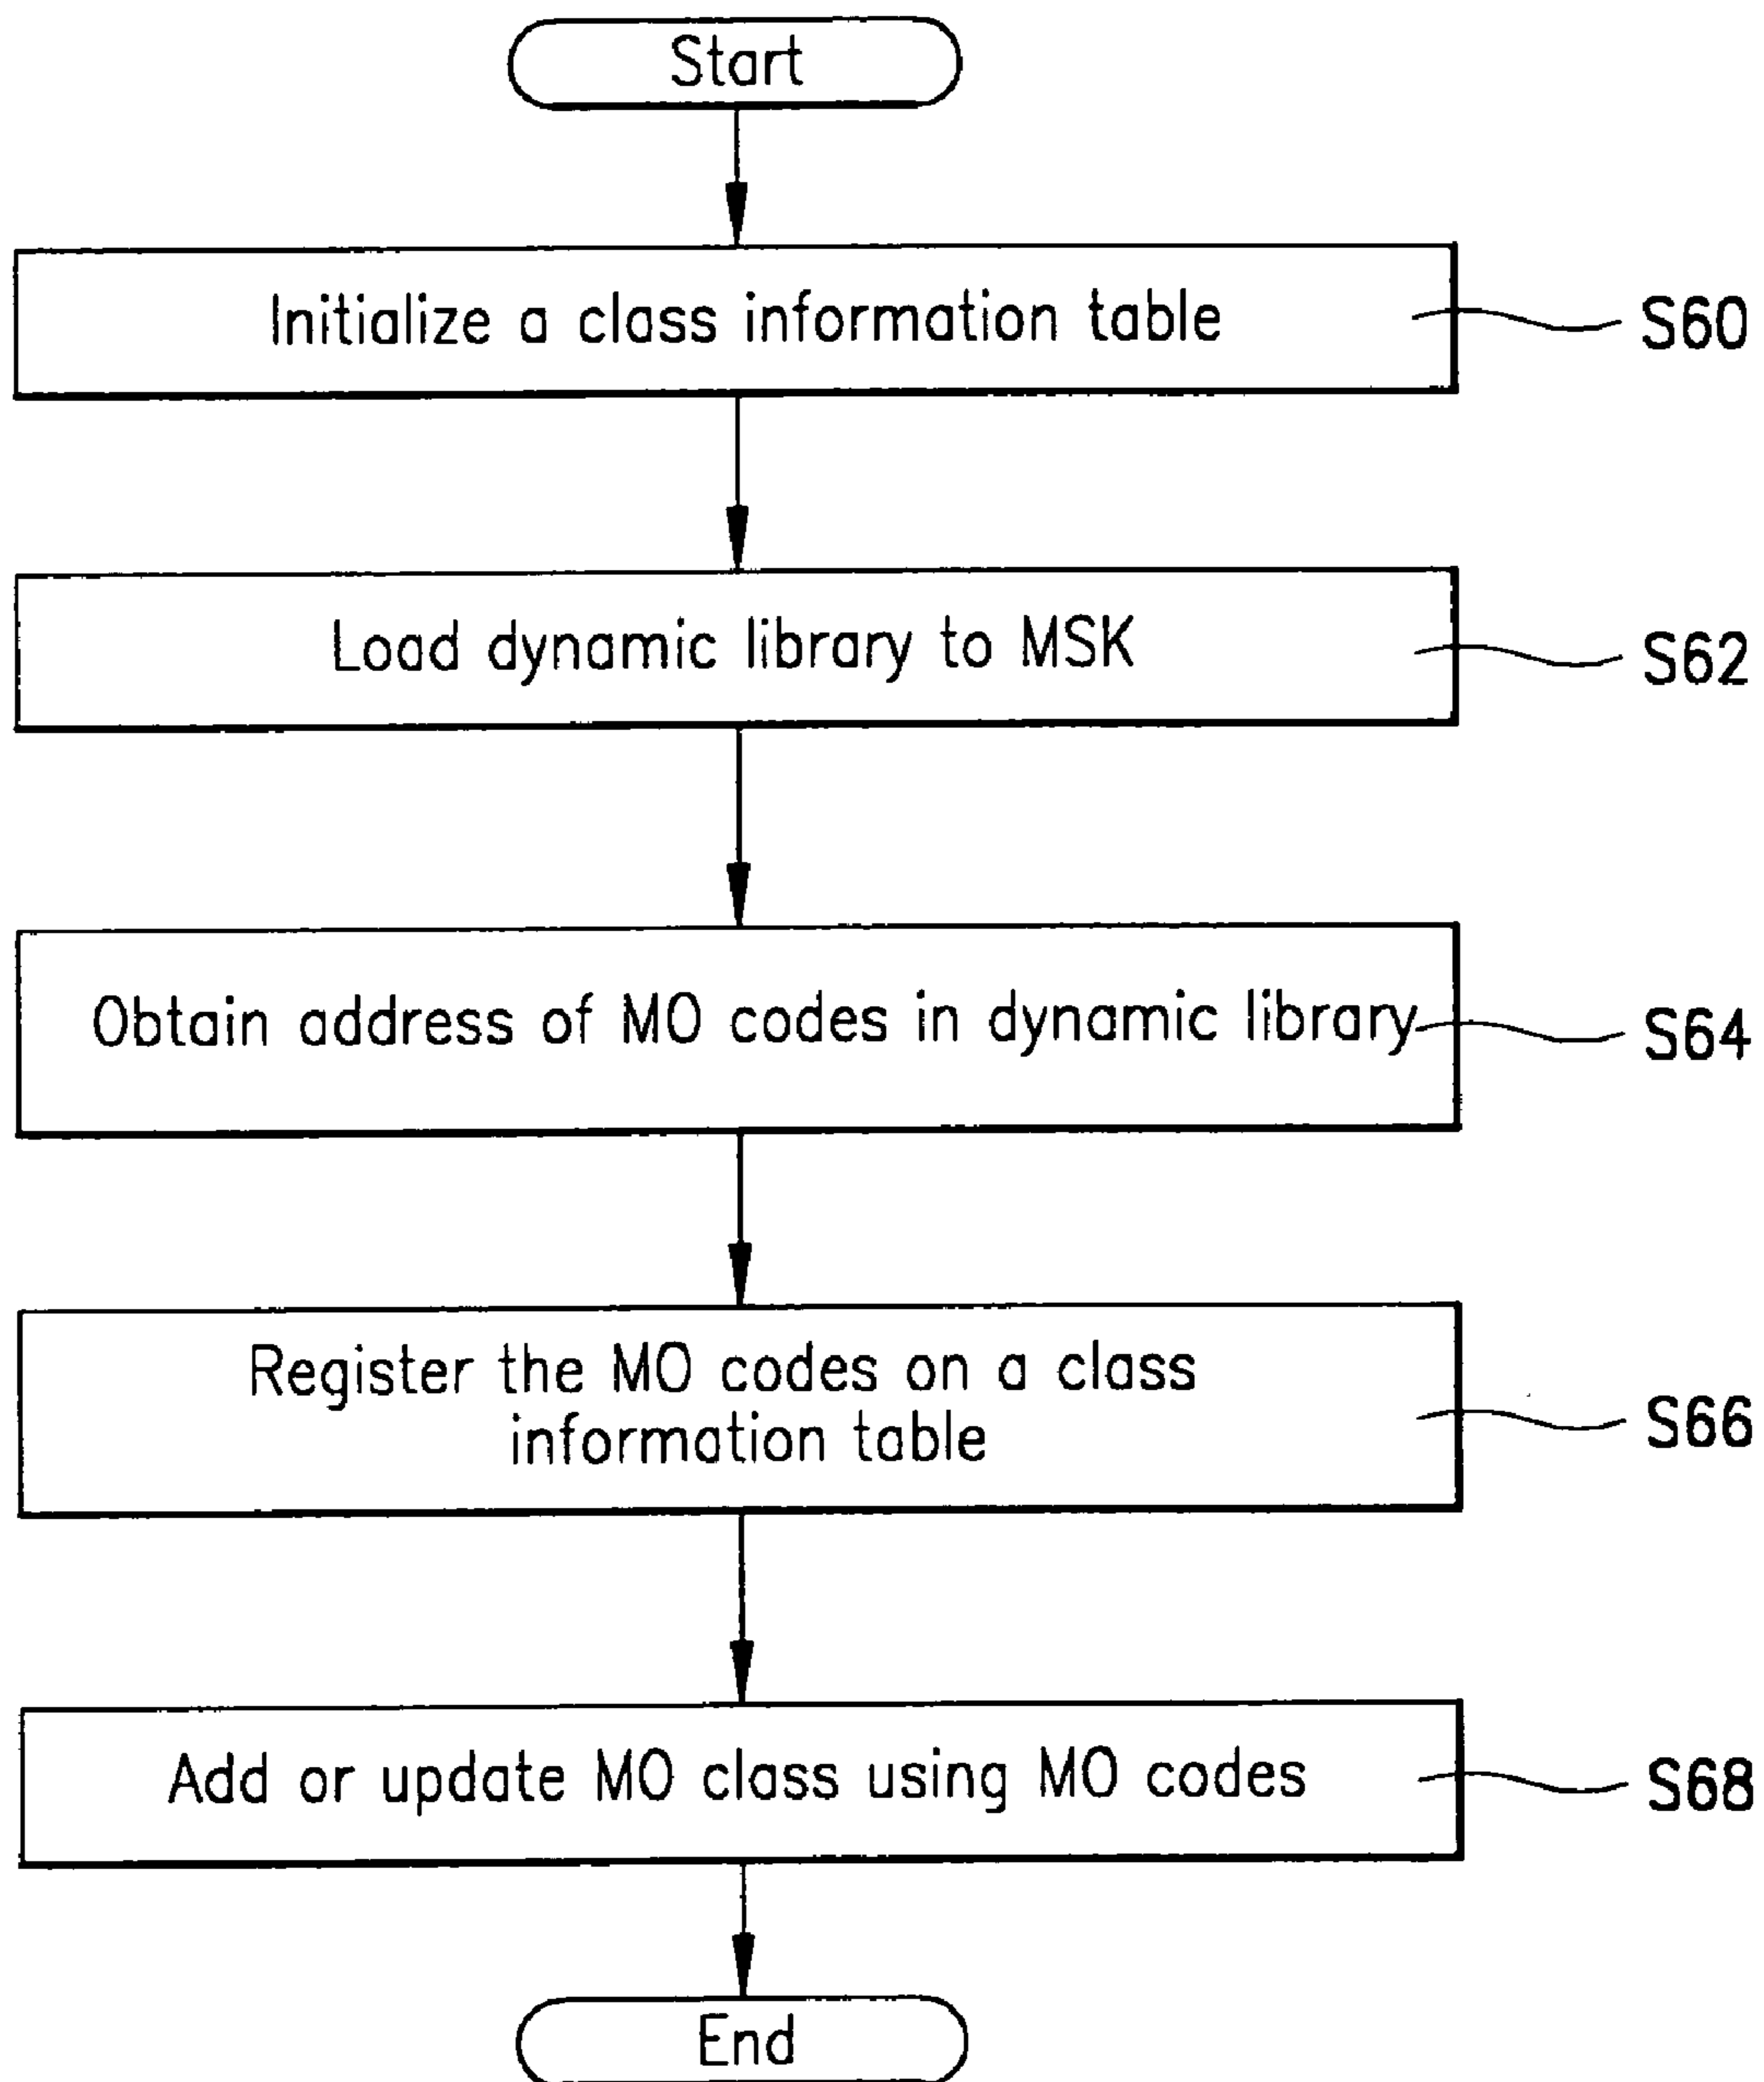 Start
Initialize a class information table
S60
Load dynamic library to MSK
S62
Obtain address of MO codes in dynamic library
S64
Register the MO codes on a class
information table
S66
Add or update MO class using MO codes
S68
End